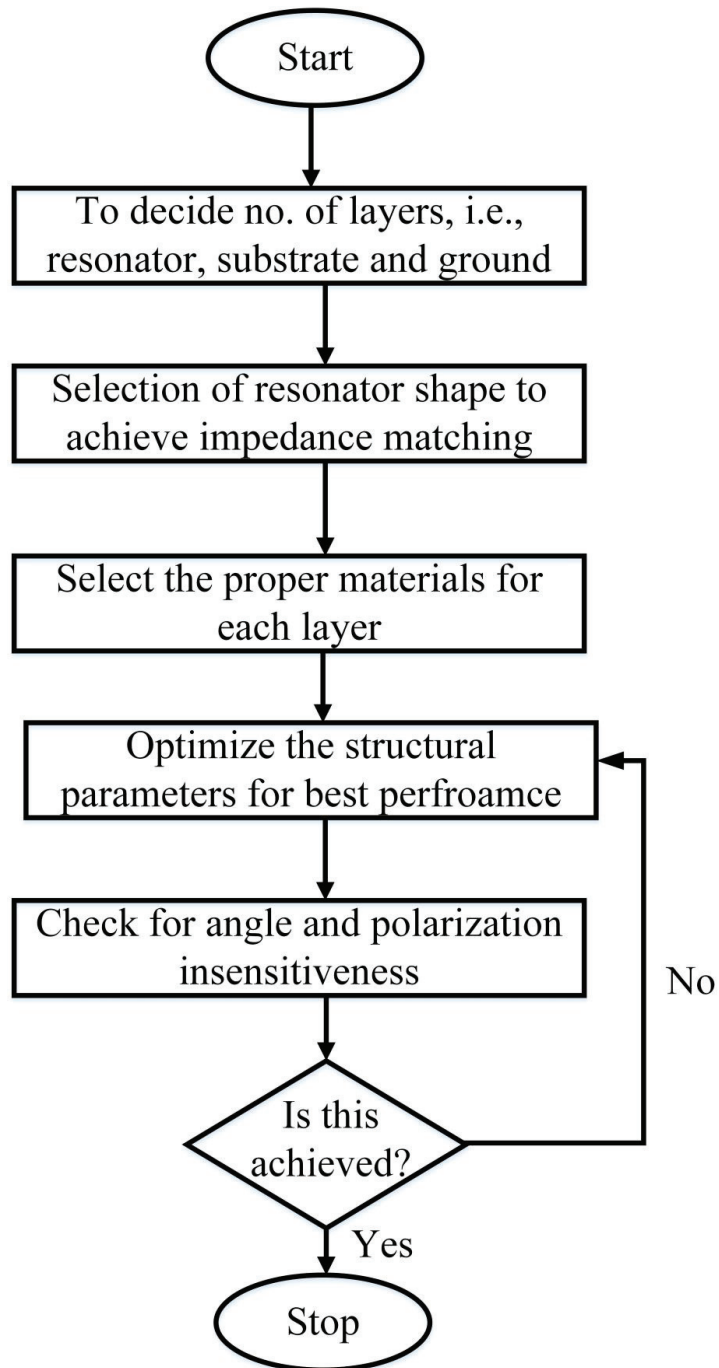 Start
To decide no. of layers, i.e.,
resonator, substrate and ground
Selection of resonator shape to
achieve impedance matching
Select the proper materials for
each layer
Optimize the structural
parameters for best perfroamce
Check for angle and polarization
insensitiveness
No
Is this
achieved?
Yes
Stop